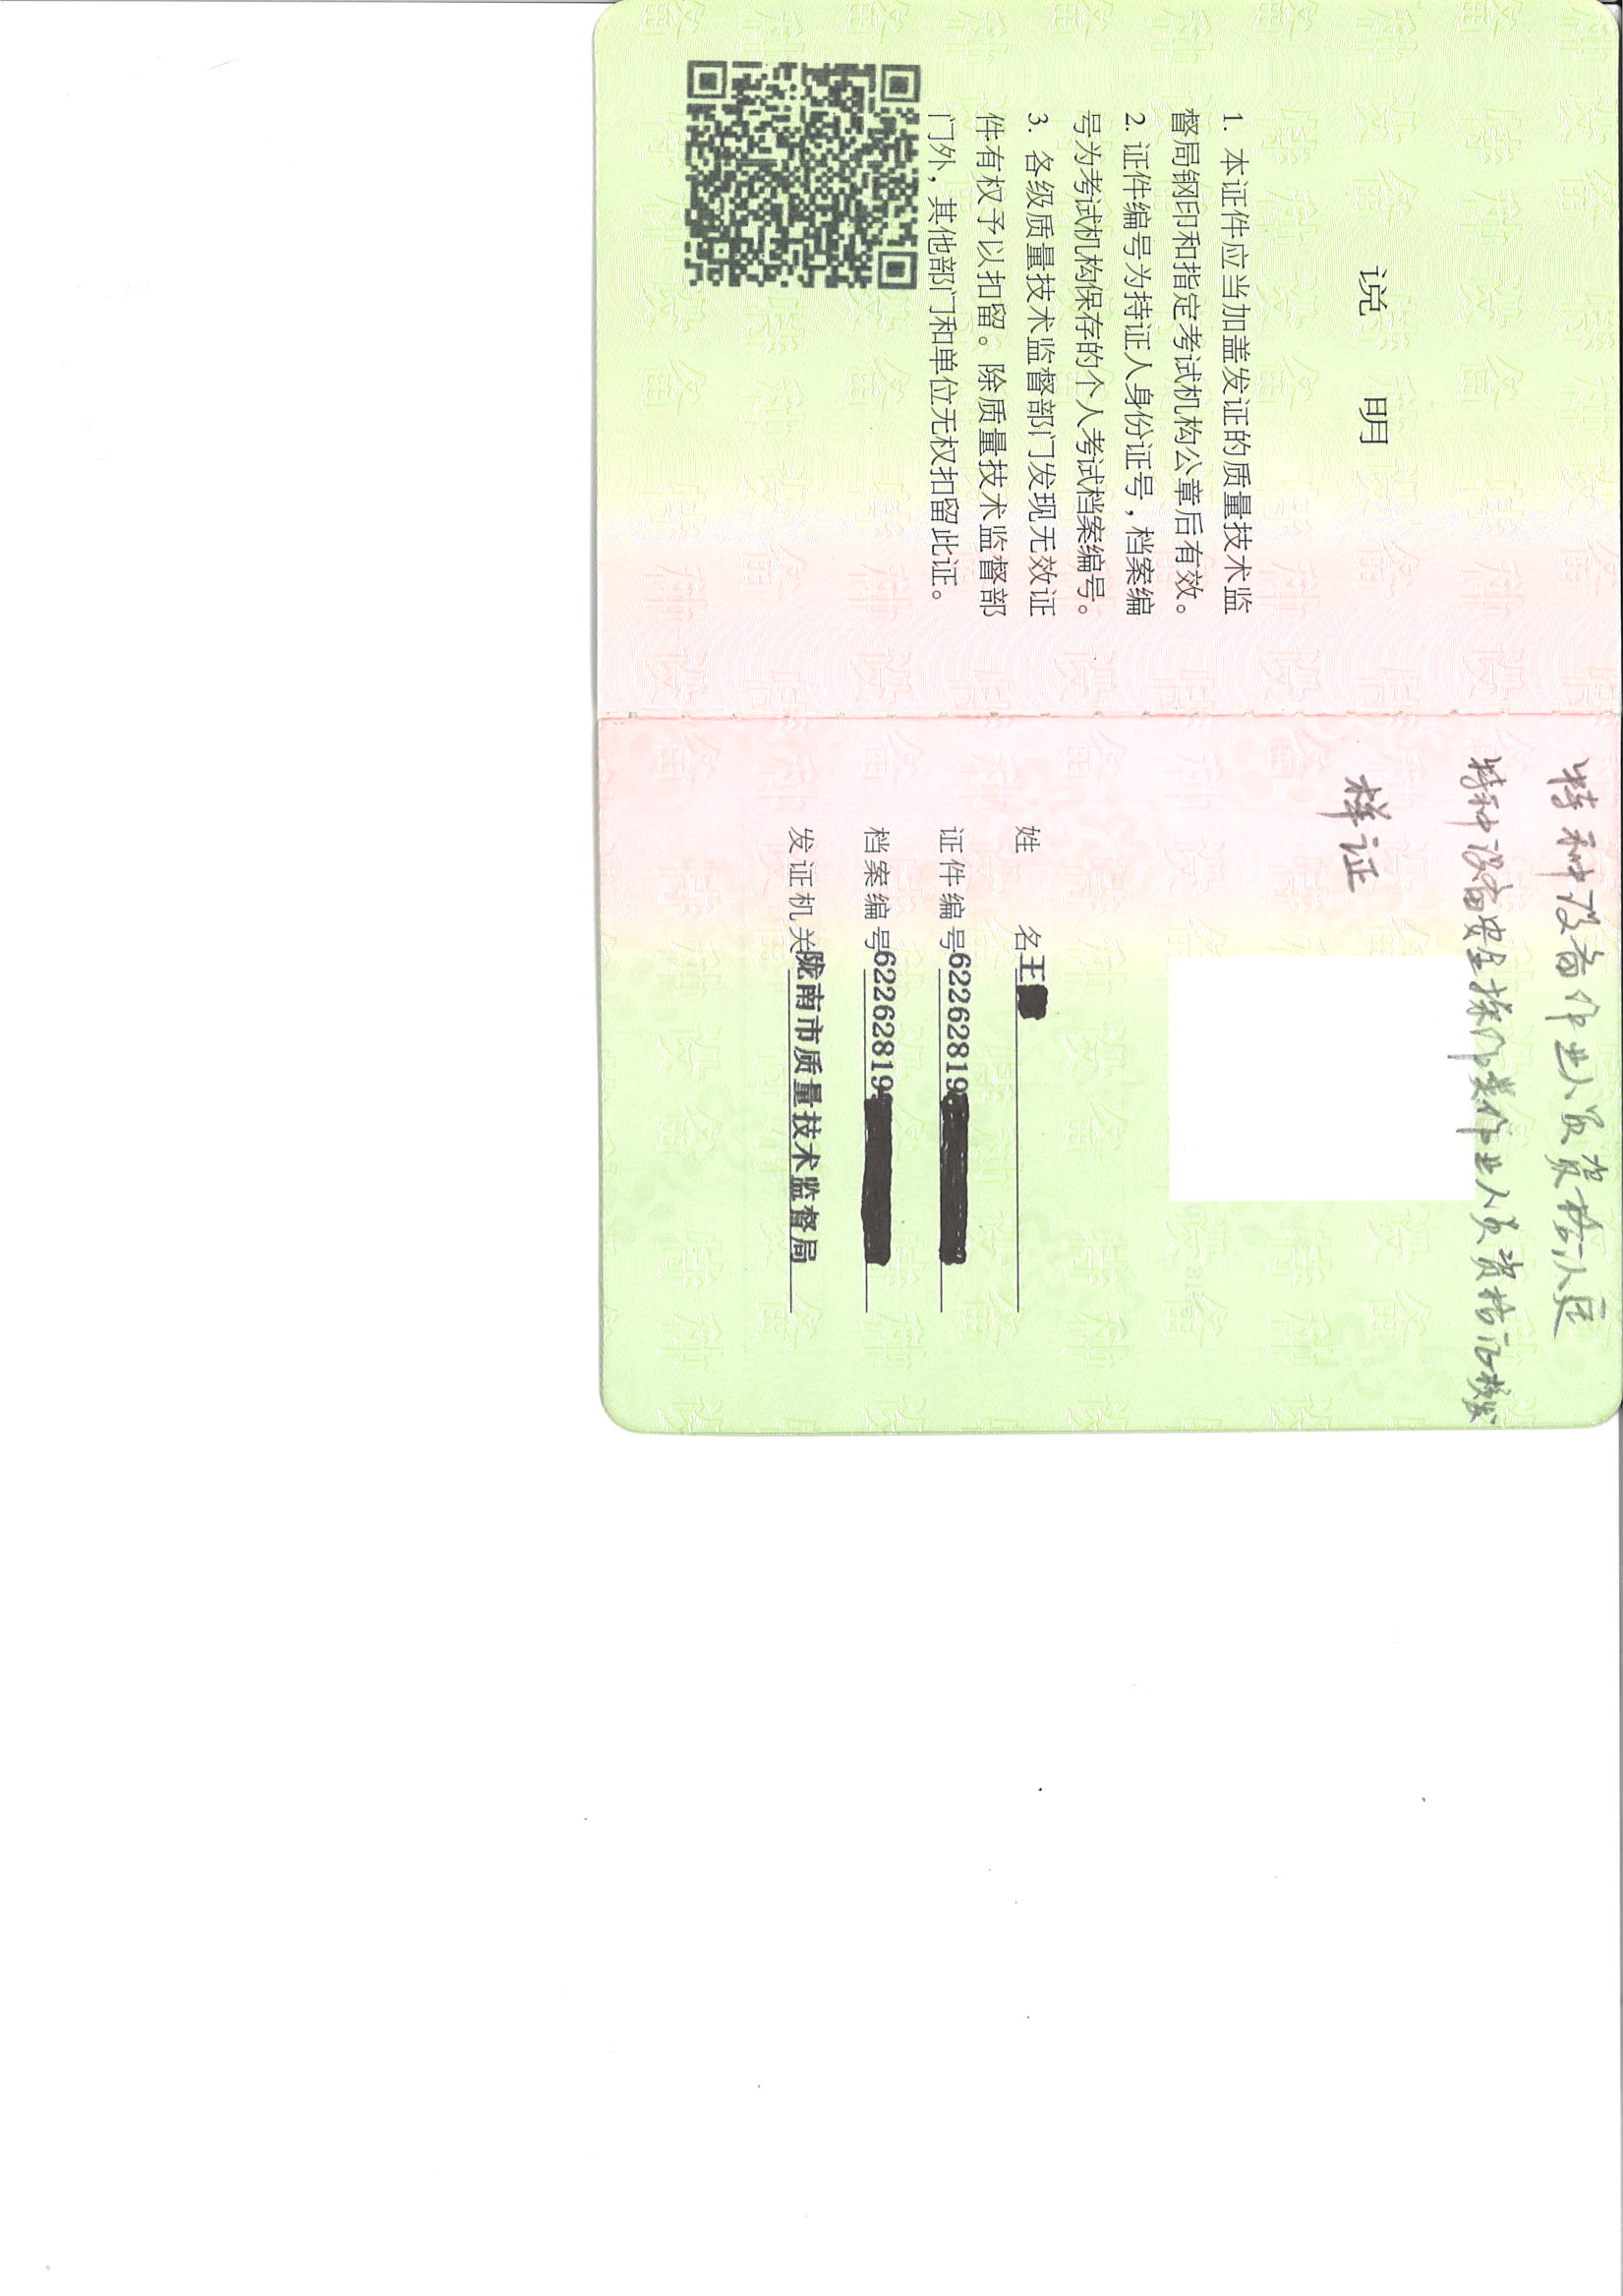 说 明
1. 本证件应当加盖发证的质量技术监
督局钢印和指定考试机构公章后有效。
2. 证件编号为持证人身份证号，档案编
号为考试机构保存的个人考试档案编号。
3. 各级质量技术监督部门发现无效证
件有权予以扣留。除质量技术监督部
门外，其他部门和单位无权扣留此证。
特种设备作业人员资格认定
特种设备安全操作类作业人员资格证核发
样证
姓 名王
证件编号62262819
档案编号62262819
发证机关陇南市质量技术监督局